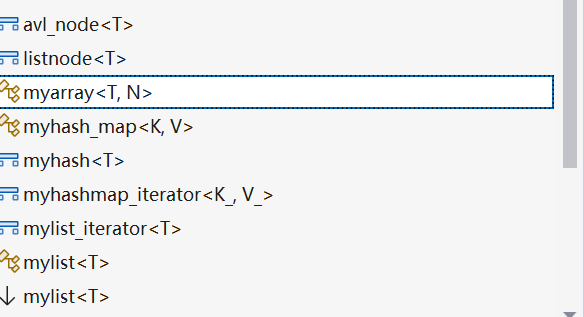 avl_node<T>
listnode<T>
myarray<T, N>
myhash_map<K, V>
myhash<T>
myhashmap_iterator<K_, V_>
mylist_iterator<T>
mylist<T>
mylist<T>